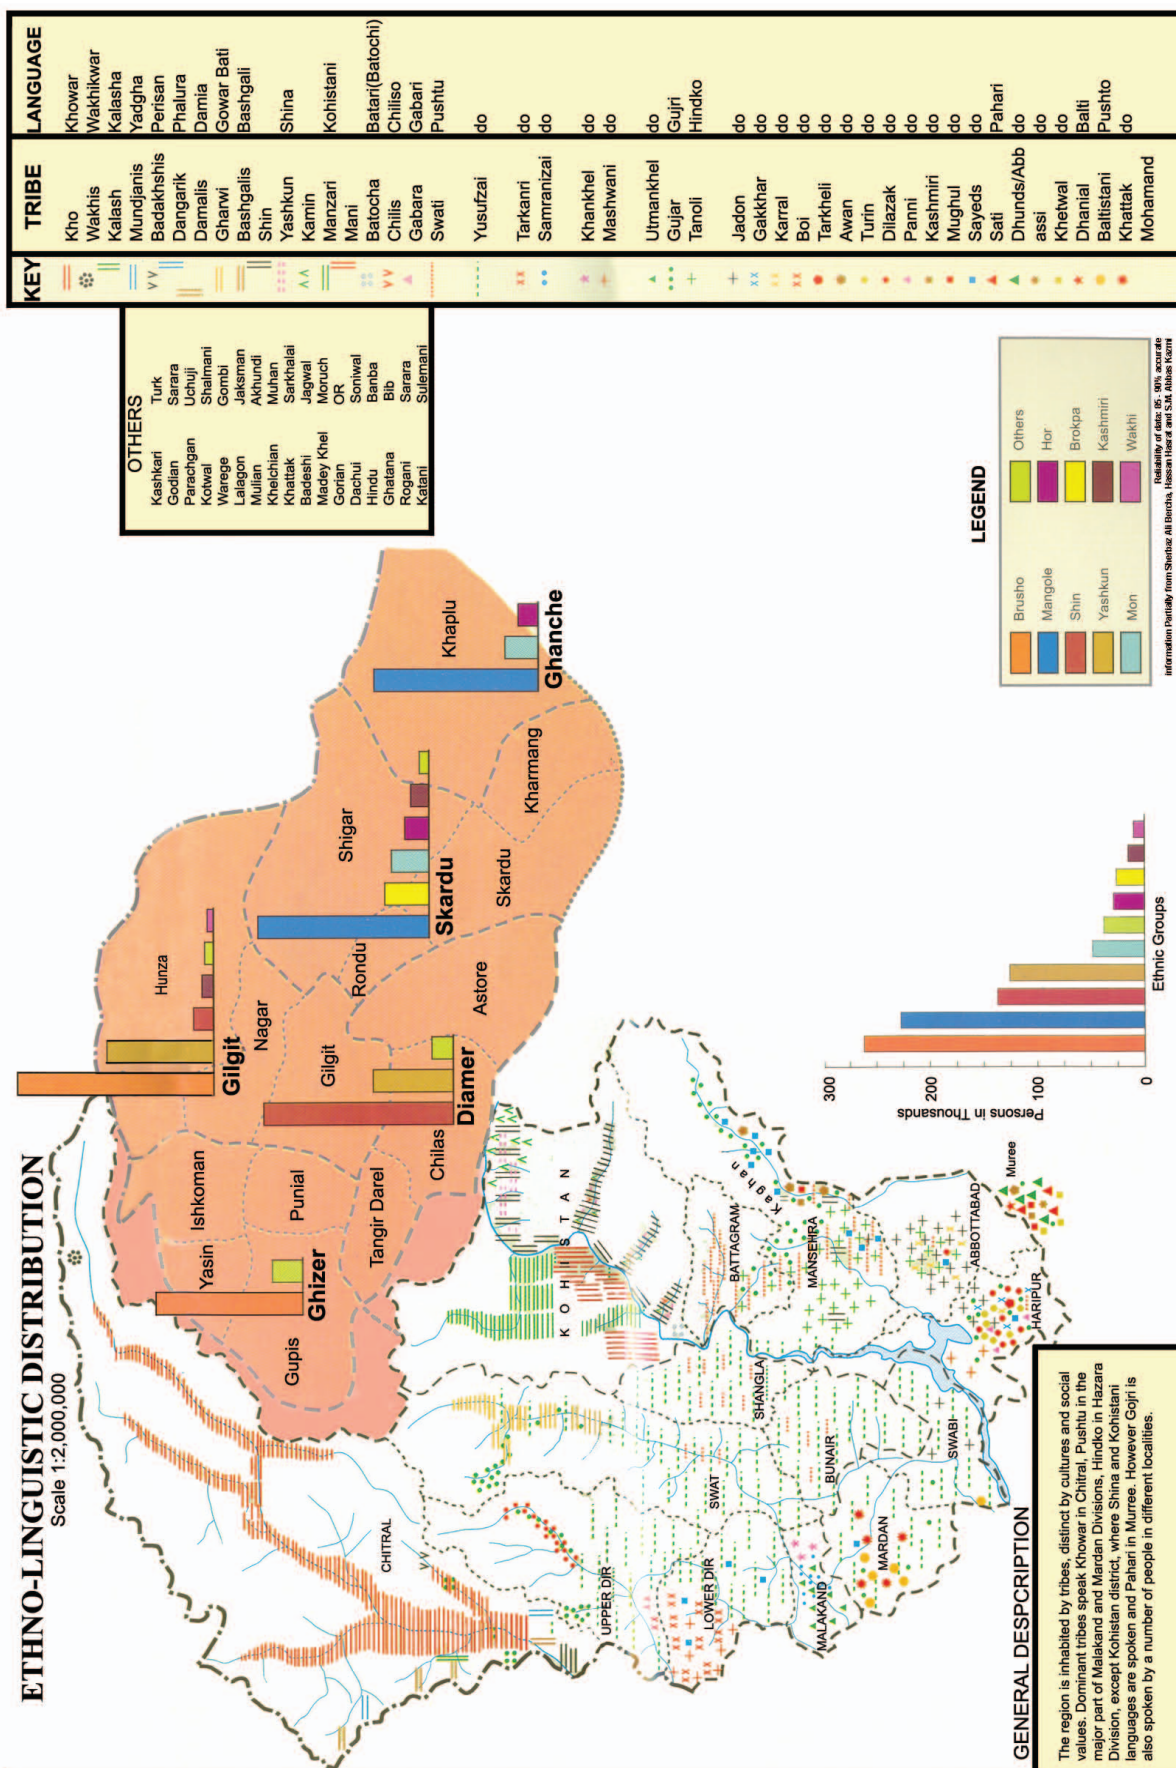 ETHNO-LINGUISTIC DISTRIBUTION
Scale 1:2,000,000
KEY TRIBE LANGUAGE
Kho Khowar
Wakhis Wakhikwar
Kalash Kalasha
Mundjanis Yadgha
Badakhshis Perisan
Dangarik Phalura
Damalis Damia
Gharwi Gowar Bati
Bashgalis Bashgali
Shin
Yashkun Shina
Kamin
Manzari Kohistani
Mani
Batocha Batari(Batochi)
Chilis Chiliso
Gabara Gabari
Swati Pushtu
Yusufzai do
Tarkanri do
Samranizai do
Khankhel do
Mashwani do
Utmankhel do
Gujar Gujri
Tanoli Hindko
Jadon do
Gakkhar do
Karral do
Boi do
Tarkheli do
Awan do
Turin do
Dilazak do
Panni do
Kashmiri do
Mughul do
Sayeds do
Sati Pahari
Dhunds/Abb do
assi do
Khetwal do
Dhanial Balti
Baltistani Pushto
Khattak do
Mohamand
OTHERS
Kashkari Turk
Godian Sarara
Parachgan Uchuji
Kotwal Shalmani
Warege Gombi
Lalagon Jaksman
Mulian Akhundi
Khelchian Muhan
Khattak Sarkhalai
Badeshi Jagwal
Madey Khel Moruch
Gorian OR
Dachui Soniwal
Hindu Banba
Ghatana Bib
Rogani Sarara
Katani Sulemani
Hunza
Gilgit
Nagar
Ishkoman
Yasin
Punial
Gupis
Ghizer
Gilgit
Tangir Darel
Chilas
Diamer
Astore
Rondu
Shigar
Skardu
Skardu
Kharmang
Khaplu
Ghanche
CHITRAL
KOHISTAN
UPPER DIR
LOWER DIR
SWAT
SHANGLA
BATTAGRAM
Kaghan
MANSEHRA
MALAKAND
BUNAIR
MARDAN
SWABI
ABBOTTABAD
HARIPUR
Muree
Persons in Thousands
300
200
100
0
Ethnic Groups
LEGEND
Brusho Others
Mangole Hor
Shin Brokpa
Yashkun Kashmiri
Mon Wakhi
Reliability of data: 85 - 90% accurate
information Partially from Sherbaz Ali Bercha, Hassan Hasrat and S.M. Abbas Kazmi
GENERAL DESPCRIPTION
The region is inhabited by tribes, distinct by cultures and social
values. Dominant tribes speak Khowar in Chitral, Pushtu in the
major part of Malakand and Mardan Divisions, Hindko in Hazara
Division, except Kohistan district, where Shina and Kohistani
languages are spoken and Pahari in Murree. However Gojri is
also spoken by a number of people in different localities.